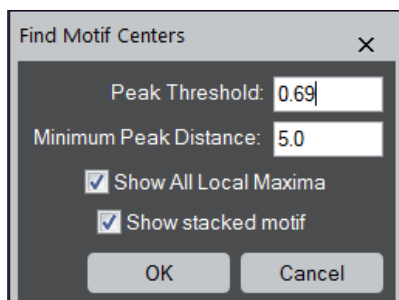 Find Motif Centers
Peak Threshold: 0.69
Minimum Peak Distance: 5.0
Show All Local Maxima
Show stacked motif
OK Cancel